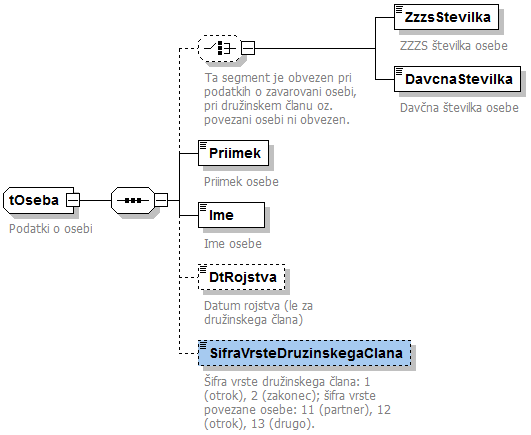 ZzzsStevilka
ZZZS številka osebe
Ta segment je obvezen pri
podatkih o zavarovani osebi,
pri družinskem članu oz.
povezani osebi ni obvezen.
DavcnaStevilka
Davčna številka osebe
Priimek
Priimek osebe
tOseba
Podatki o osebi
Ime
Ime osebe
DtRojstva
Datum rojstva (le za
družinskega člana)
SifraVrsteDruzinskegaClana
Šifra vrste družinskega člana: 1
(otrok), 2 (zakonec); šifra vrste
povezane osebe: 11 (partner), 12
(otrok), 13 (drugo).